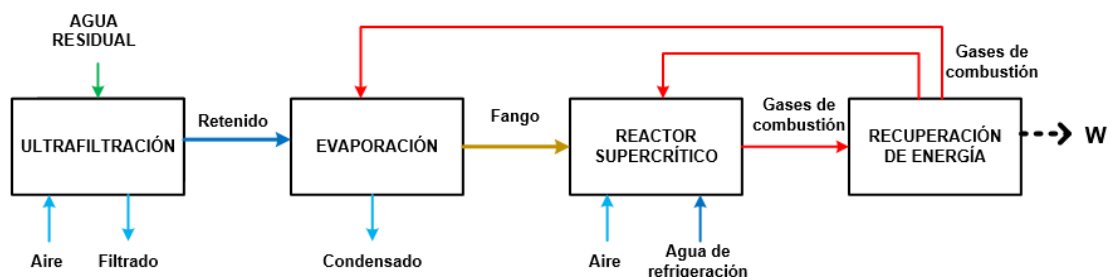 AGUA
RESIDUAL
Gases de
combustión
Retenido
Fango
Gases de
combustión
ULTRAFILTRACIÓN
EVAPORACIÓN
REACTOR
SUPERCRÍTICO
RECUPERACIÓN
DE ENERGÍA
W
Aire
Filtrado
Condensado
Aire
Agua de
refrigeración